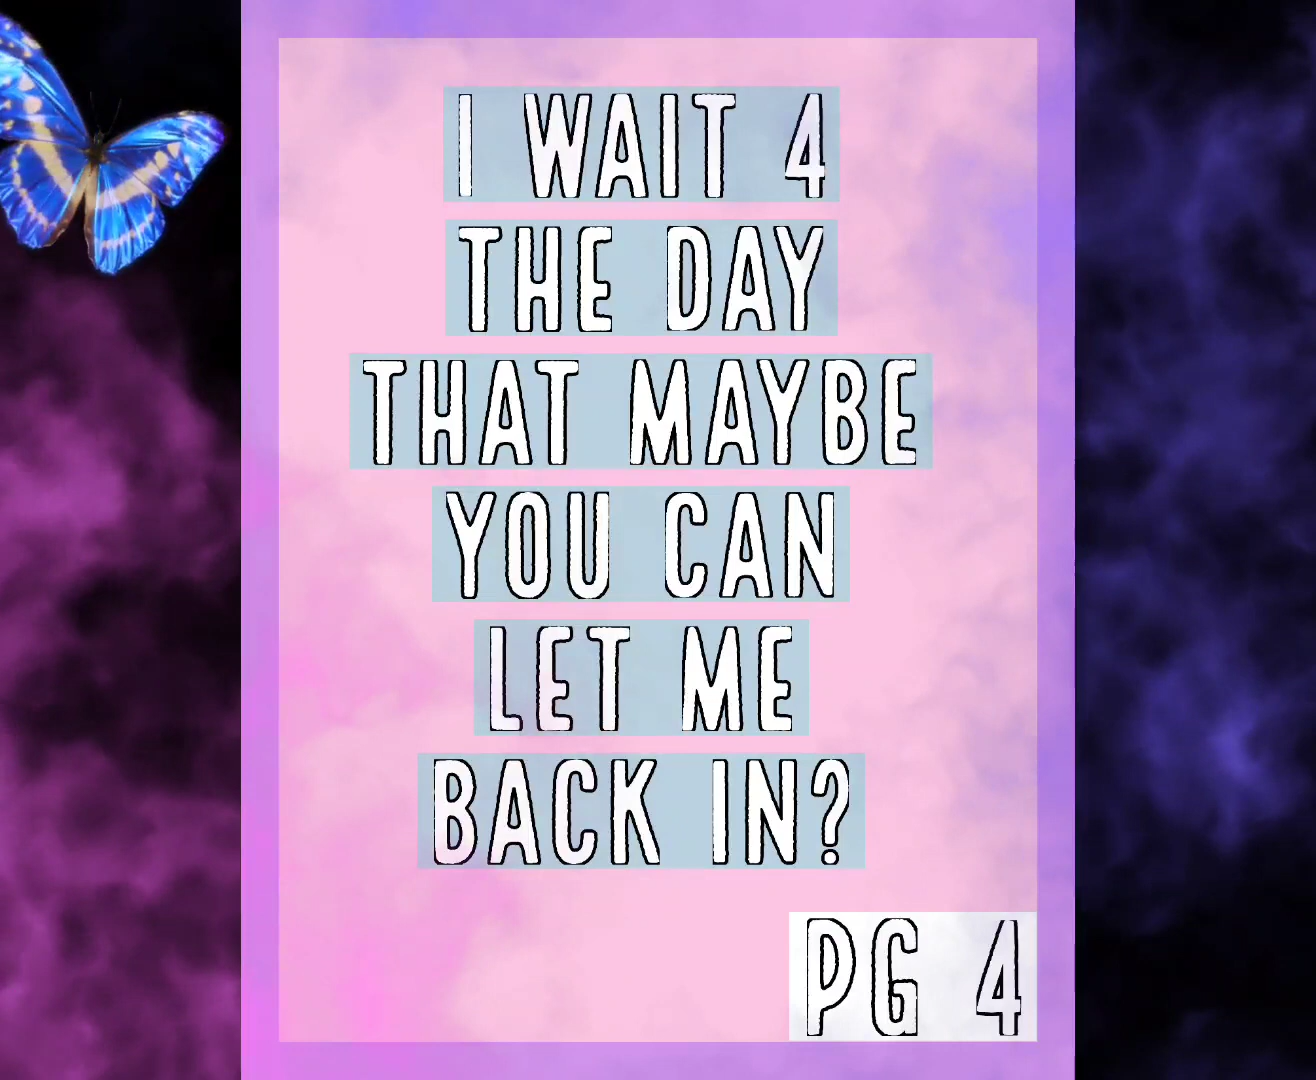 I WAIT 4
THE DAY
THAT MAYBE
YOU CAN
LET ME
BACK IN?
PG 4